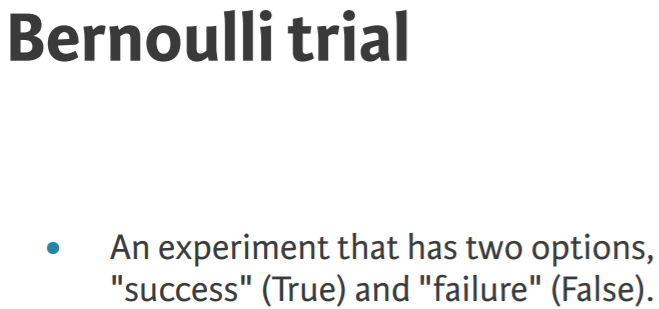 Bernoulli trial
• An experiment that has two options,
"success" (True) and "failure" (False).